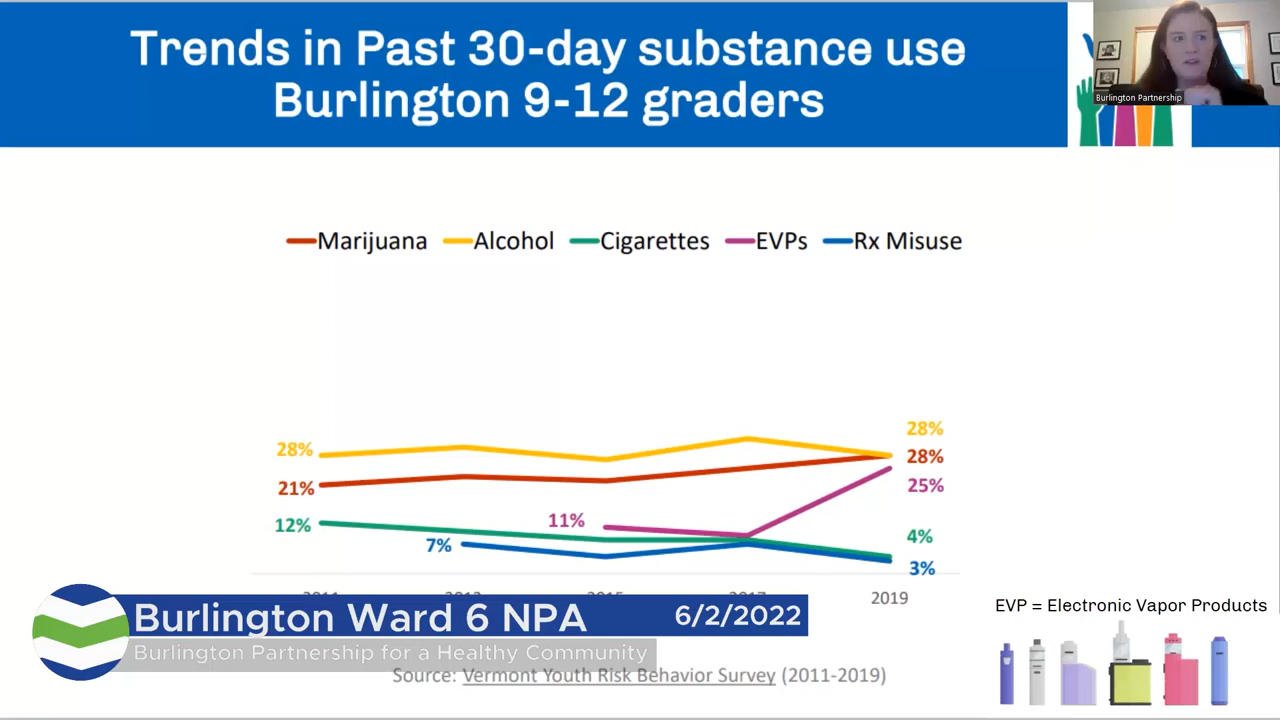 Trends in Past 30-day substance use
Burlington 9-12 graders
Burlington Partnership
Marijuana Alcohol Cigarettes EVPs Rx Misuse
28%
28%
28%
21%
25%
12%
11%
4%
7%
3%
2019
EVP = Electronic Vapor Products
Burlington Ward 6 NPA 6/2/2022
Burlington Partnership for a Healthy Community
Source: Vermont Youth Risk Behavior Survey (2011-2019)